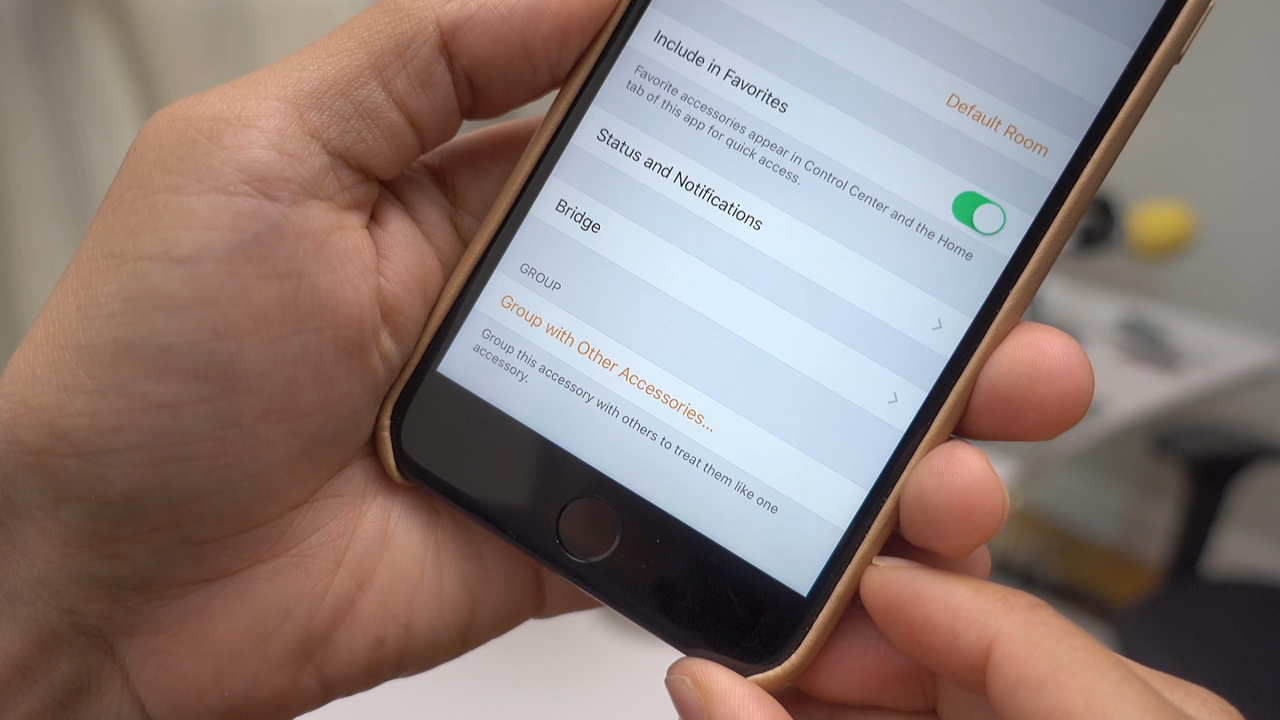 Default Room
Include in Favorites
Favorite accessories appear in Control Center and the Home
tab of this app for quick access.
Status and Notifications
Bridge
GROUP
Group with Other Accessories...
Group this accessory with others to treat them like one
accessory.